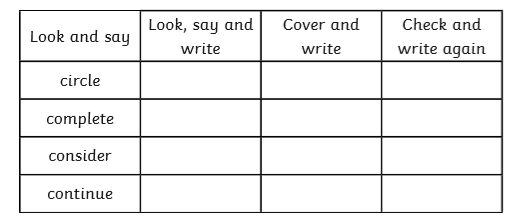 Look and say
Look, say and
write
Cover and
write
Check and
write again
circle
complete
consider
continue